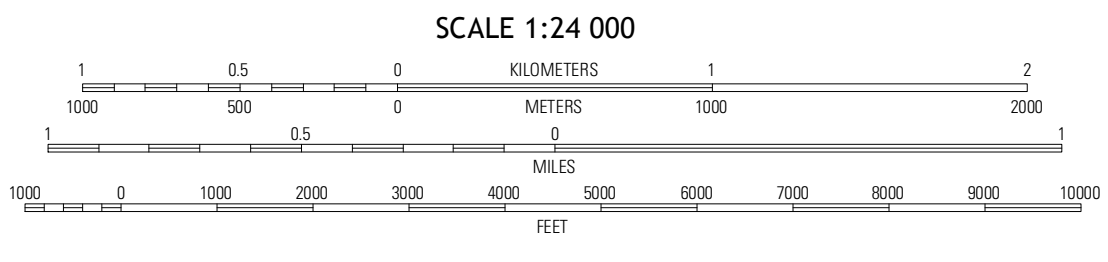 SCALE 1:24 000
1 0.5 0 KILOMETERS 1 2
1000 500 0 METERS 1000 2000
1 0.5 0 1
MILES
1000 0 1000 2000 3000 4000 5000 6000 7000 8000 9000 10000
FEET